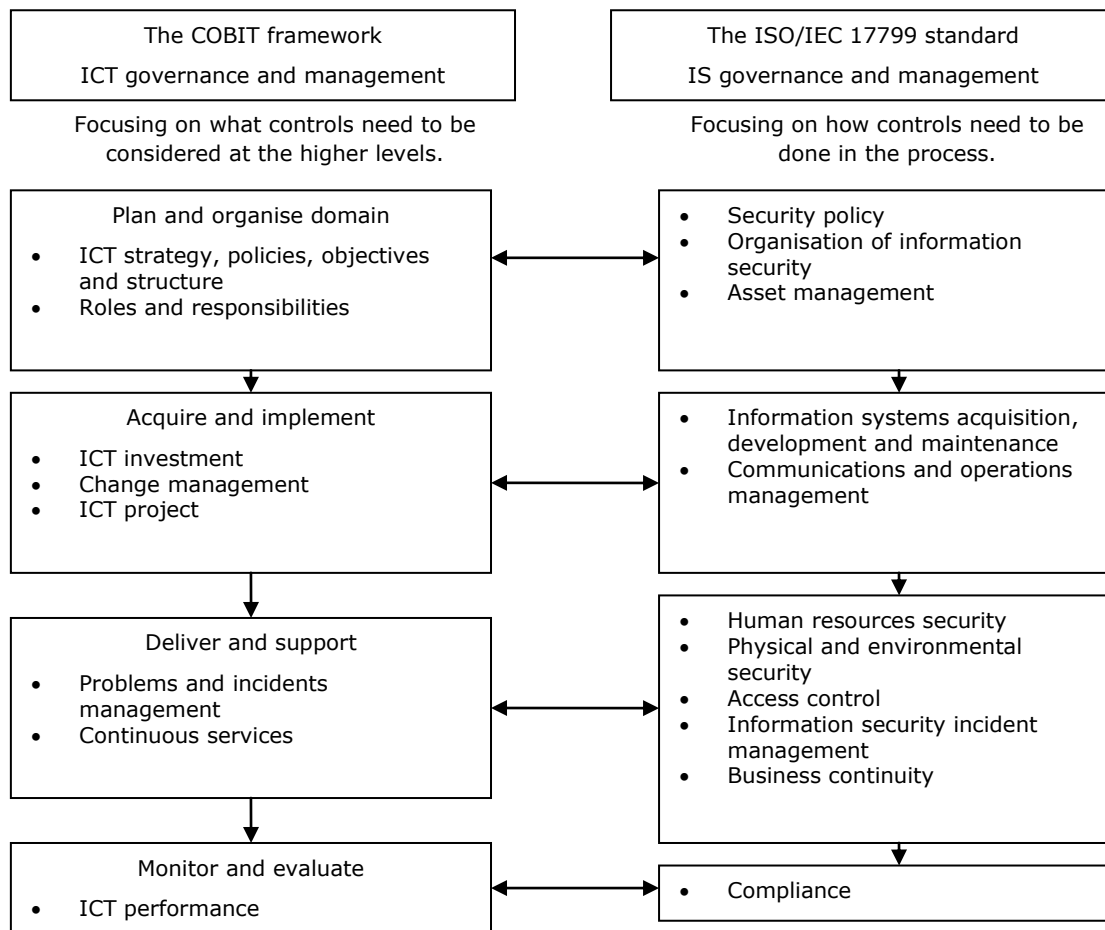 The COBIT framework
ICT governance and management
The ISO/IEC 17799 standard
IS governance and management
Focusing on what controls need to be
considered at the higher levels.
Focusing on how controls need to be
done in the process.
Plan and organise domain
• ICT strategy, policies, objectives
and structure
• Roles and responsibilities
• Security policy
• Organisation of information
security
• Asset management
Acquire and implement
• ICT investment
• Change management
• ICT project
• Information systems acquisition,
development and maintenance
• Communications and operations
management
Deliver and support
• Problems and incidents
management
• Continuous services
• Human resources security
• Physical and environmental
security
• Access control
• Information security incident
management
• Business continuity
Monitor and evaluate
• ICT performance
• Compliance